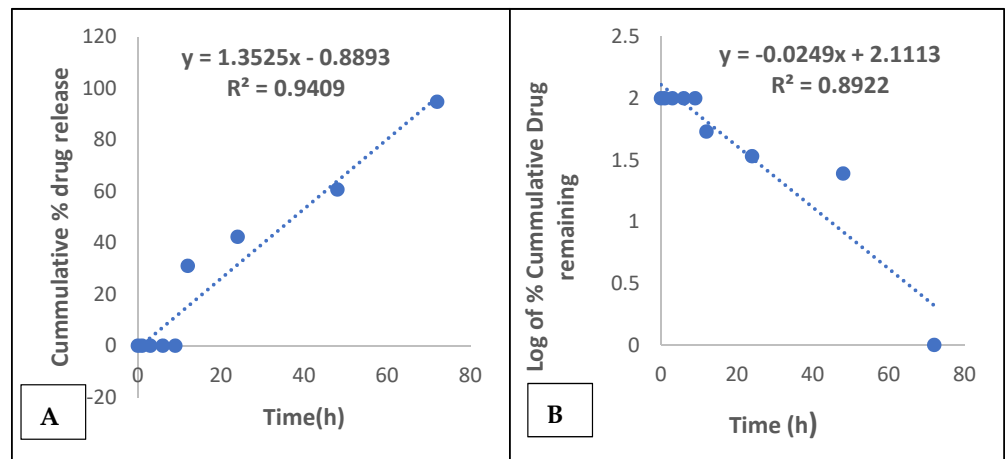 y = 1.3525x - 0.8893
R² = 0.9409
Cummulative % drug release
120
100
80
60
40
20
0
-20
0
20
40
60
80
Time(h)
A
y = -0.0249x + 2.1113
R² = 0.8922
Log of % Cummulative Drug
remaining
2.5
2
1.5
1
0.5
0
0
20
40
60
80
Time (h)
B